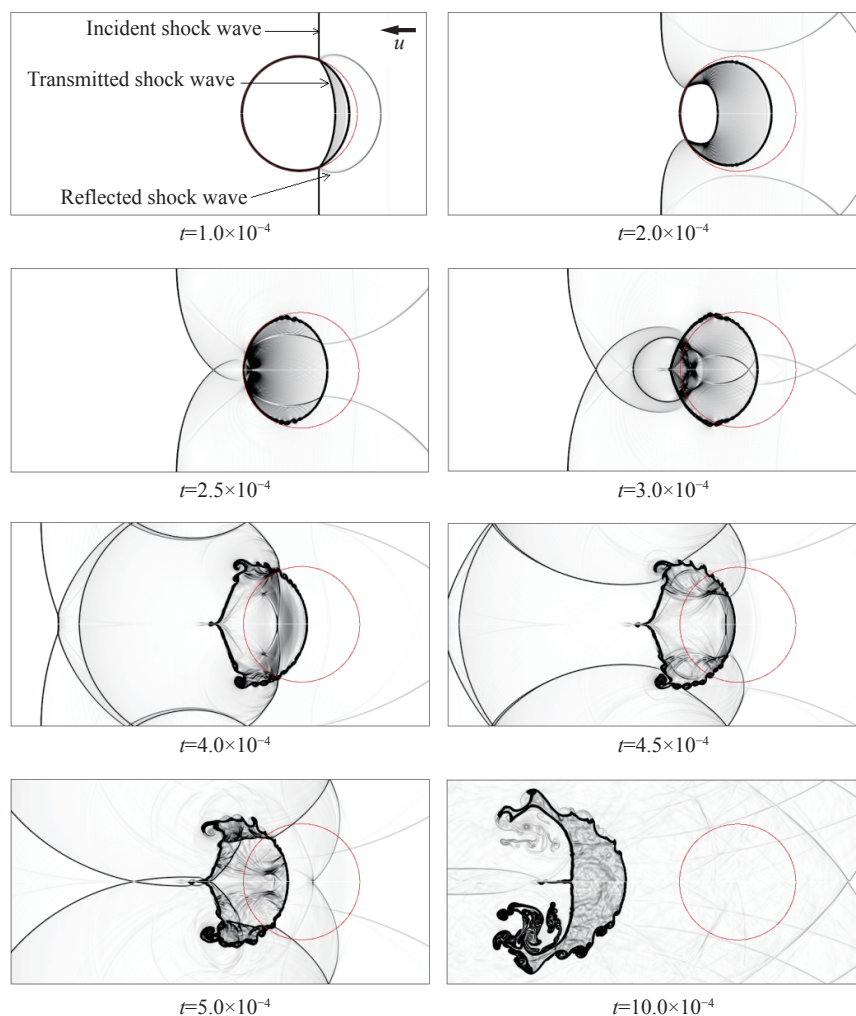 Incident shock wave
u
Transmitted shock wave
Reflected shock wave
t=1.0×10⁻⁴
t=2.0×10⁻⁴
t=2.5×10⁻⁴
t=3.0×10⁻⁴
t=4.0×10⁻⁴
t=4.5×10⁻⁴
t=5.0×10⁻⁴
t=10.0×10⁻⁴